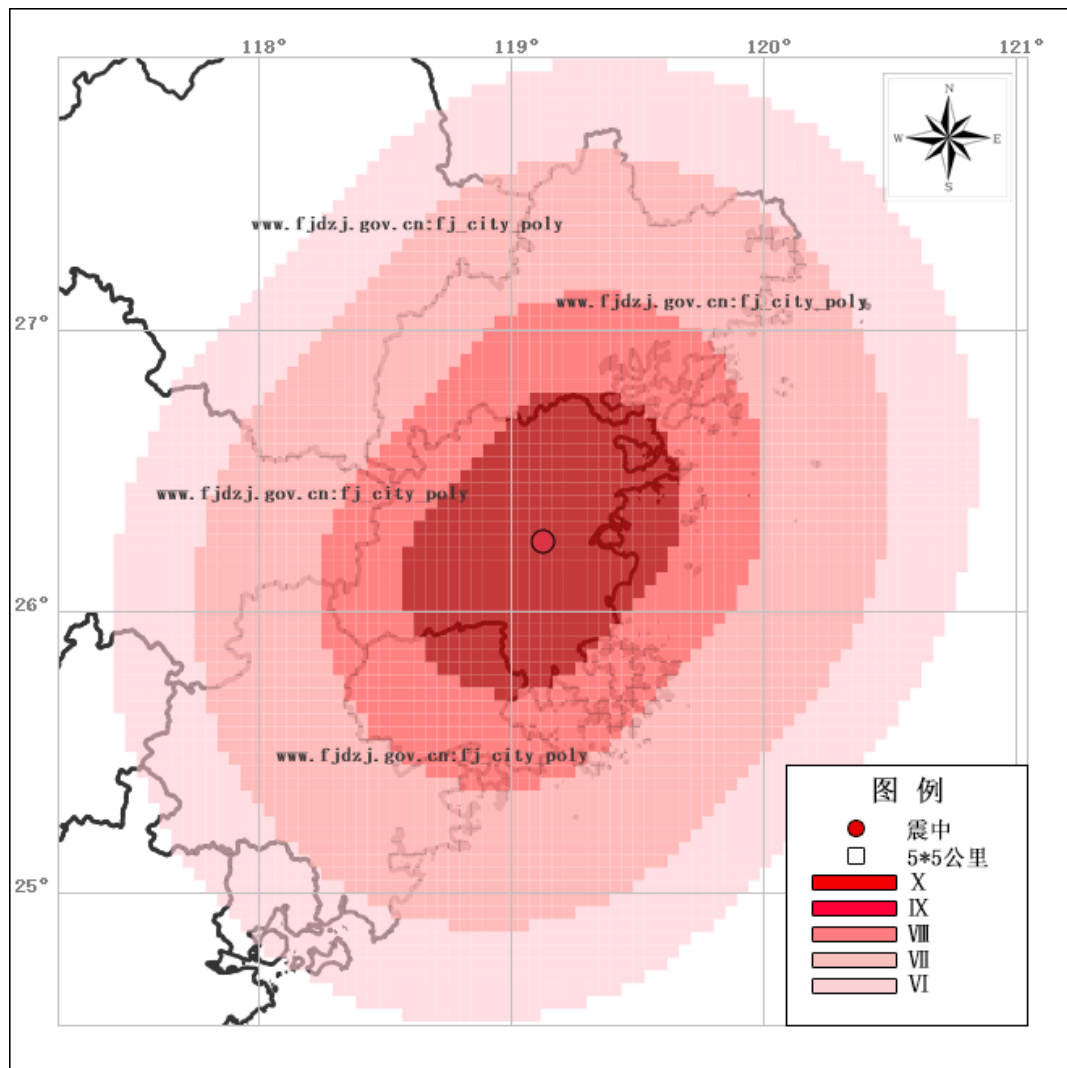 118° 119° 120° 121°
N
W E
S
www.fjdzj.gov.cn:fj_city_poly
www.fjdzj.gov.cn:fj_city_poly
27°
www.fjdzj.gov.cn:fj_city_poly
26°
www.fjdzj.gov.cn:fj_city_poly
25°
图 例
震中
5*5公里
Ⅹ
Ⅸ
Ⅷ
Ⅶ
Ⅵ